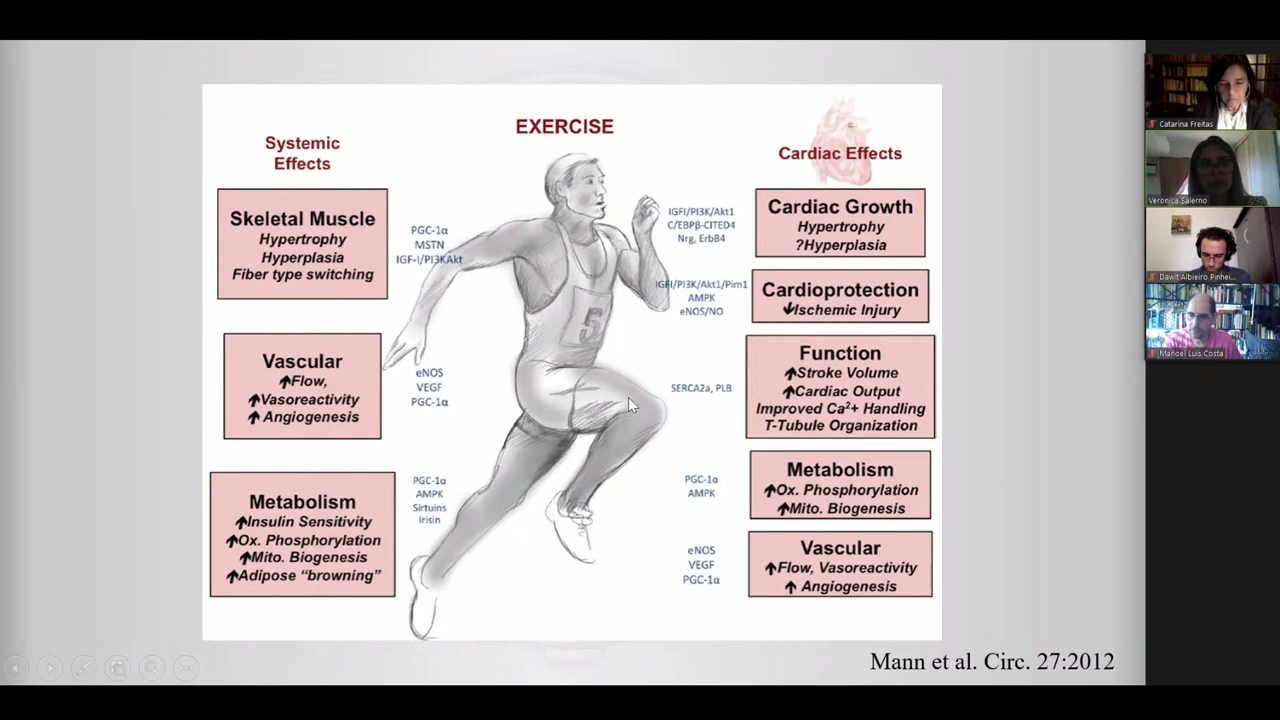 EXERCISE
Systemic
Effects
Skeletal Muscle
Hypertrophy
Hyperplasia
Fiber type switching
PGC-1α
MSTN
IGF-I/PI3KAkt
Vascular
↑Flow,
↑Vasoreactivity
↑Angiogenesis
eNOS
VEGF
PGC-1α
Metabolism
↑Insulin Sensitivity
↑Ox. Phosphorylation
↑Mito. Biogenesis
↑Adipose “browning”
PGC-1α
AMPK
Sirtuins
Irisin
5
Cardiac Effects
IGFI/PI3K/Akt1
C/EBPβ-CITED4
Nrg, ErbB4
Cardiac Growth
Hypertrophy
?Hyperplasia
IGFI/PI3K/Akt1/Pim1
AMPK
eNOS/NO
Cardioprotection
↓Ischemic Injury
SERCA2a, PLB
Function
↑Stroke Volume
↑Cardiac Output
Improved Ca²+ Handling
T-Tubule Organization
PGC-1α
AMPK
Metabolism
↑Ox. Phosphorylation
↑Mito. Biogenesis
eNOS
VEGF
PGC-1α
Vascular
↑Flow, Vasoreactivity
↑ Angiogenesis
Mann et al. Circ. 27:2012
Catarina Freitas
Veronica Salerno
Dawit Albieiro Pinhei...
Manoel Luis Costa